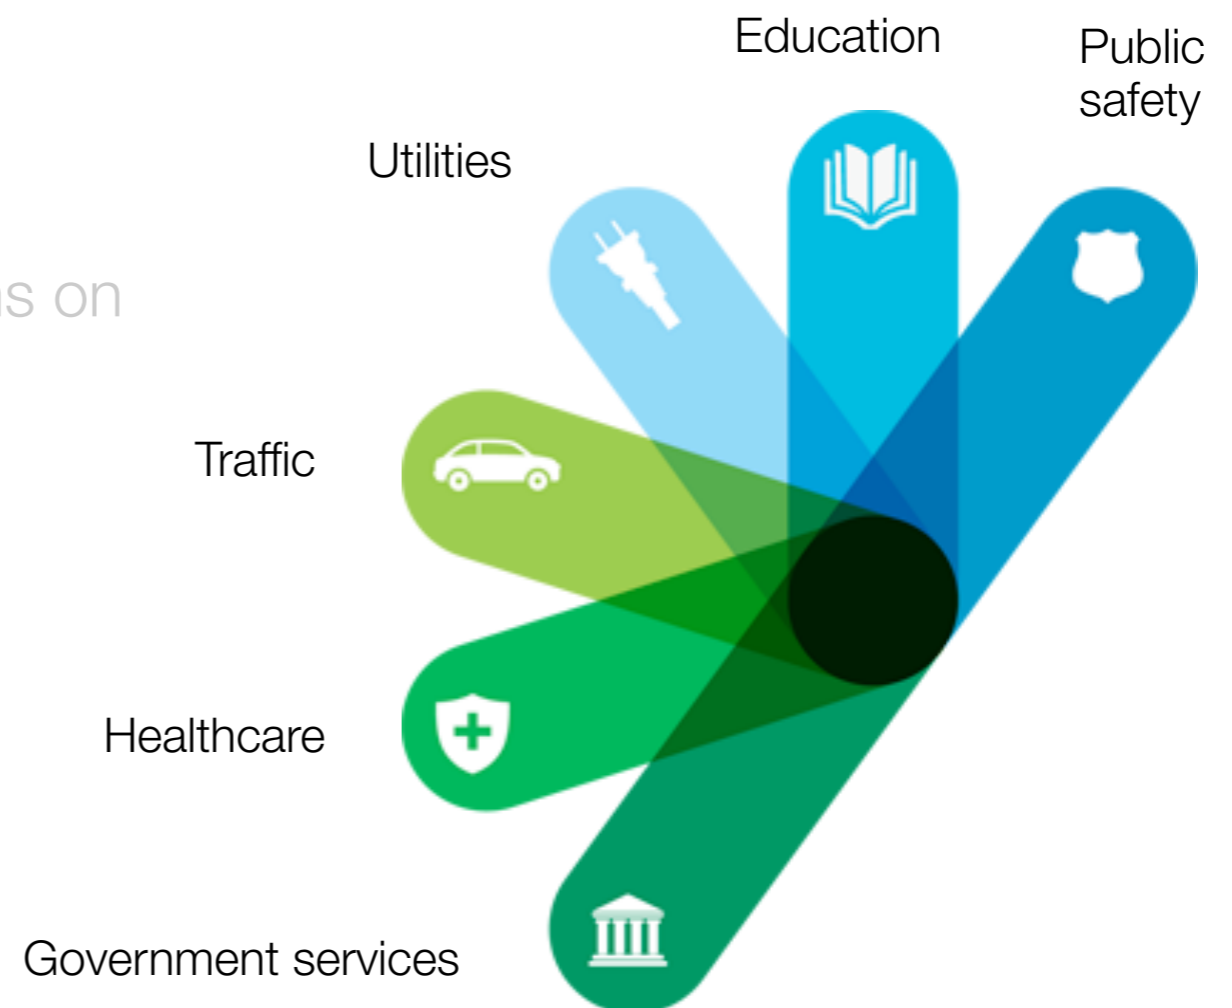 Education
Public
safety
Utilities
s on
Traffic
Healthcare
Government services